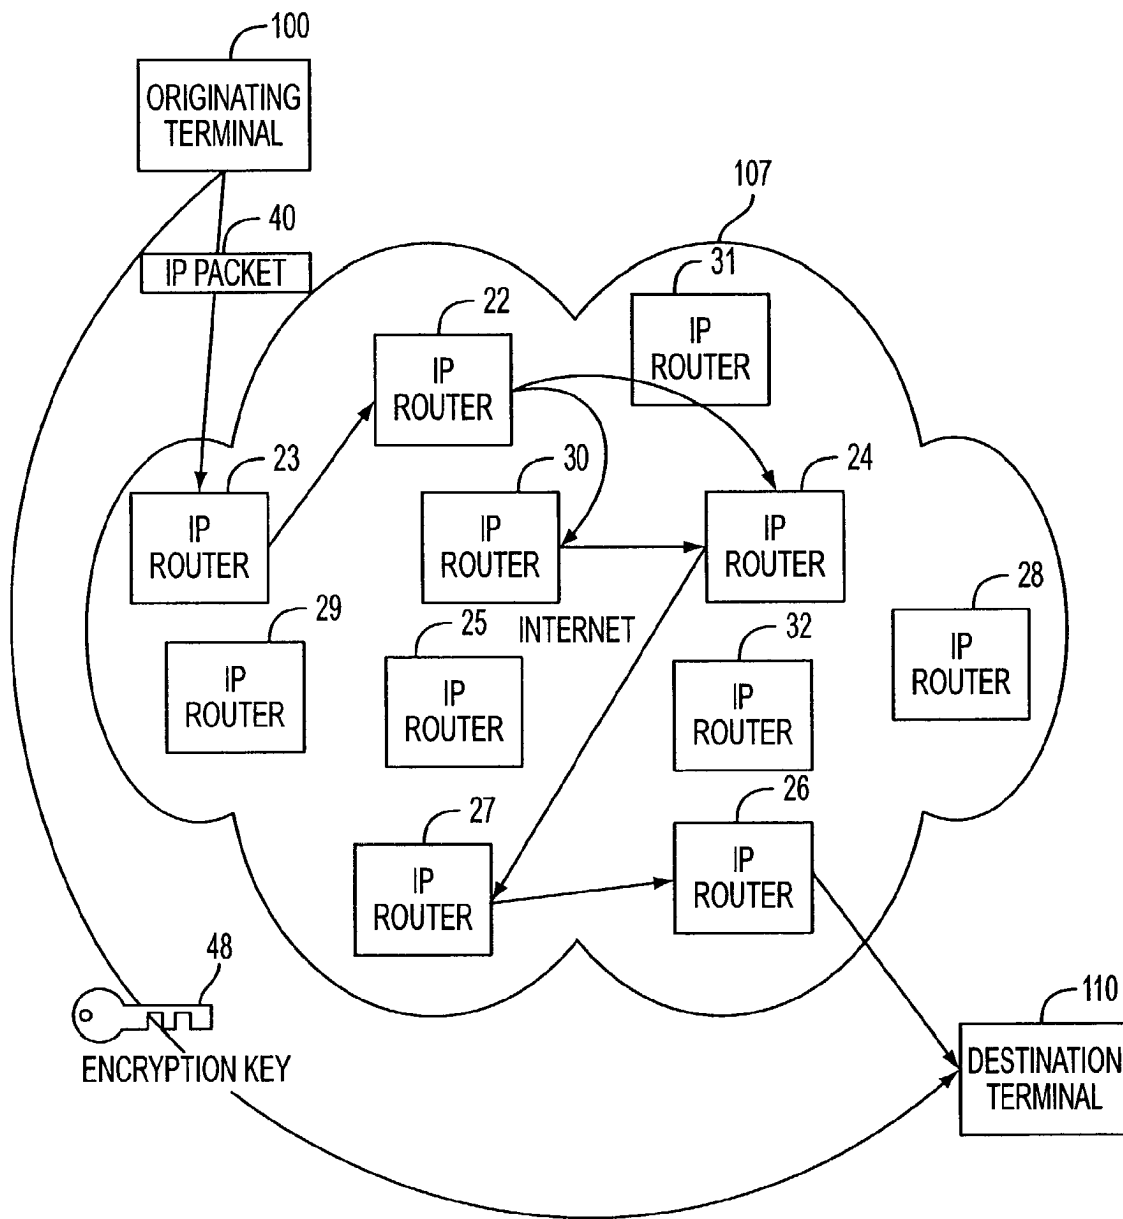 100
ORIGINATING
TERMINAL
40
IP PACKET
107
31
IP
ROUTER
22
IP
ROUTER
23
IP
ROUTER
30
IP
ROUTER
24
IP
ROUTER
INTERNET
29
IP
ROUTER
25
IP
ROUTER
32
IP
ROUTER
28
IP
ROUTER
27
IP
ROUTER
26
IP
ROUTER
48
ENCRYPTION KEY
110
DESTINATION
TERMINAL